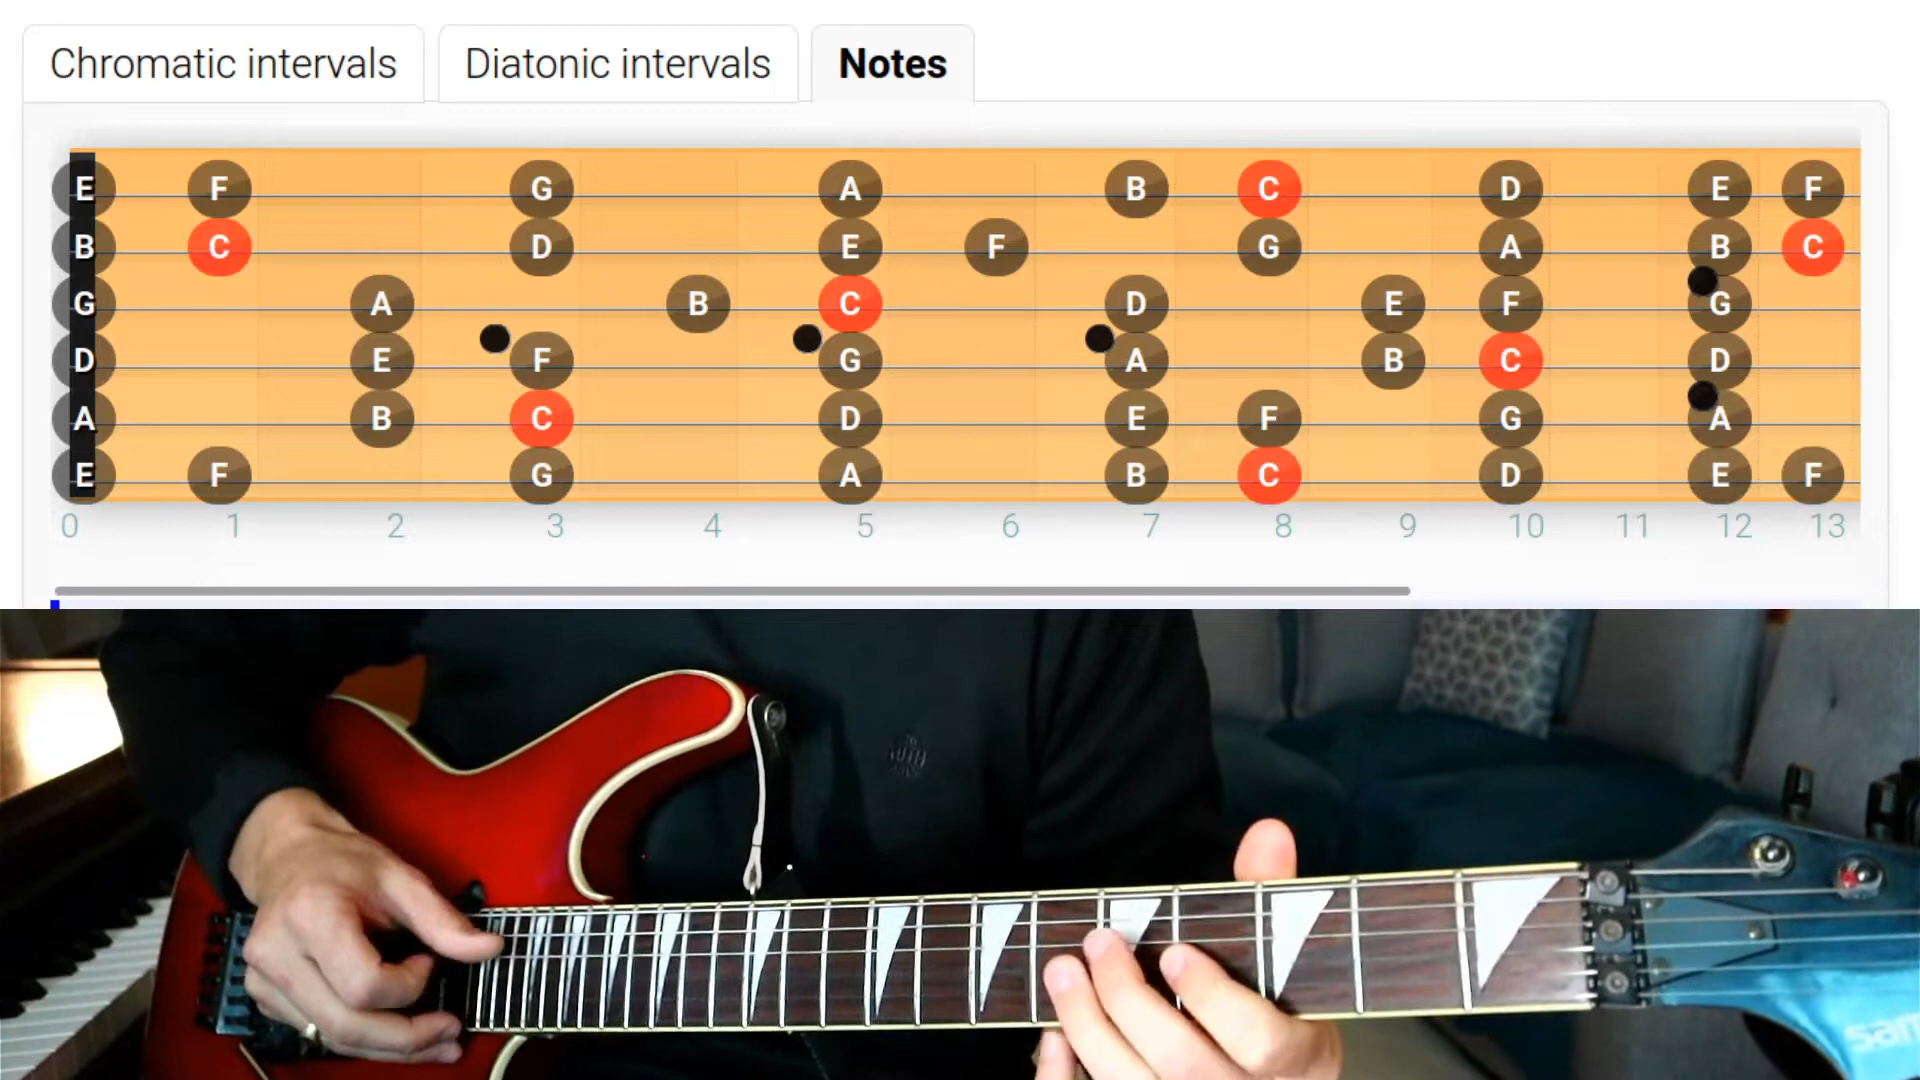 Chromatic intervals Diatonic intervals Notes
E F G A B C D E F
B C D E F G A B C
G A B C D E F G
D E F G A B C D
A B C D E F G A
E F G A B C D E F
0 1 2 3 4 5 6 7 8 9 10 11 12 13